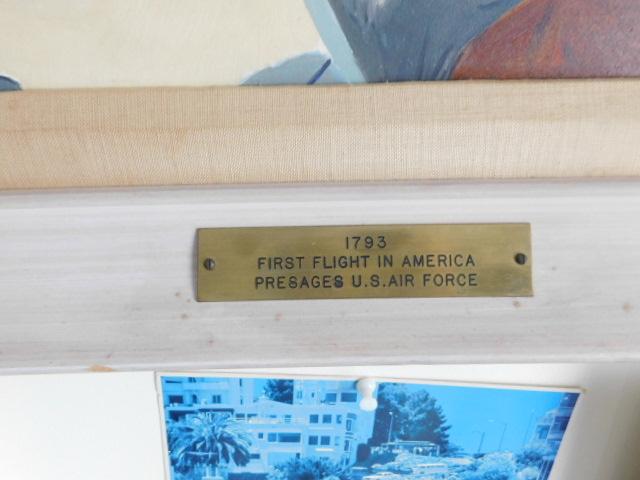 1793
FIRST FLIGHT IN AMERICA
PRESAGES U.S. AIR FORCE